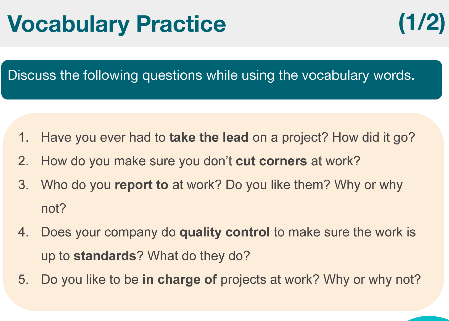 Vocabulary Practice (1/2)
Discuss the following questions while using the vocabulary words.
1. Have you ever had to take the lead on a project? How did it go?
2. How do you make sure you don't cut corners at work?
3. Who do you report to at work? Do you like them? Why or why
not?
4. Does your company do quality control to make sure the work is
up to standards? What do they do?
5. Do you like to be in charge of projects at work? Why or why not?